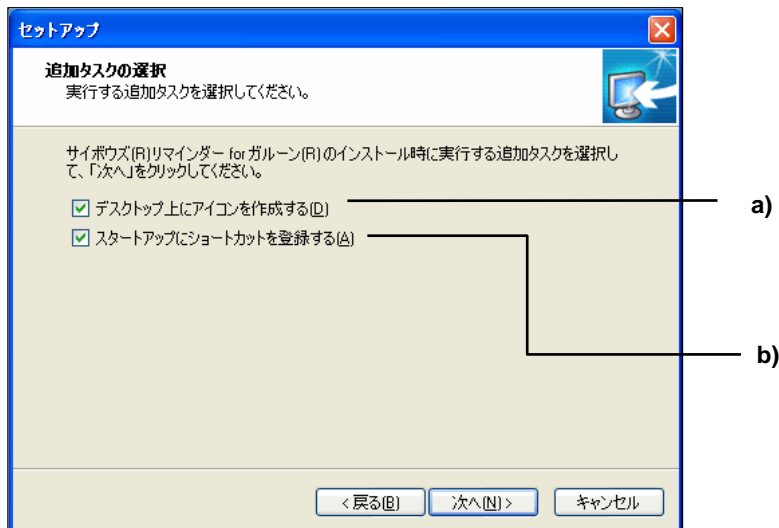 セットアップ
追加タスクの選択
実行する追加タスクを選択してください。
サイボウズ(R)リマインダー for ガルーン(R)のインストール時に実行する追加タスクを選択し
て、「次へ」をクリックしてください。
デスクトップ上にアイコンを作成する(D)
a)
スタートアップにショートカットを登録する(A)
b)
< 戻る(B)
次へ(N) >
キャンセル